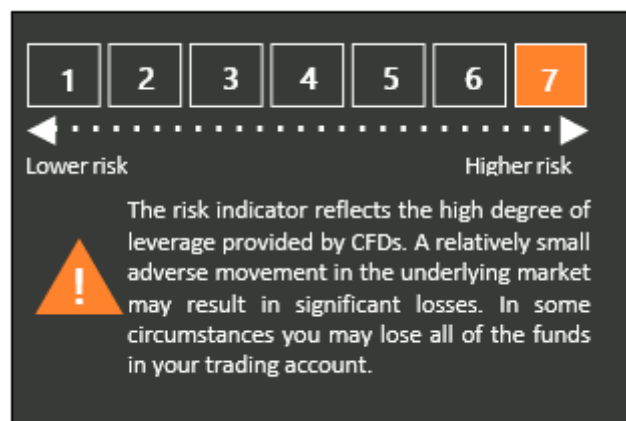 1 2 3 4 5 6 7
Lower risk Higher risk
The risk indicator reflects the high degree of
leverage provided by CFDs. A relatively small
adverse movement in the underlying market
may result in significant losses. In some
circumstances you may lose all of the funds
in your trading account.
!